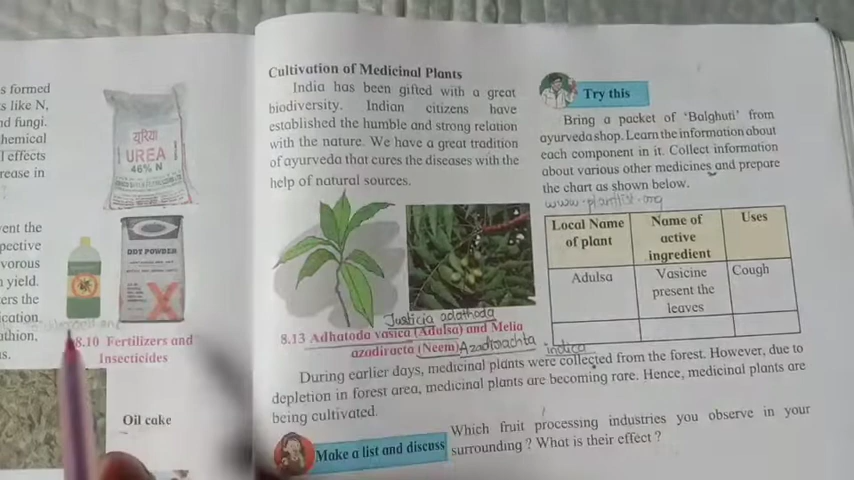 s formed
s like N,
nd fungi.
hemical
l effects
rease in
vent the
pective
vorous
yield.
ers the
ication
thion,
s.
यूरिया
UREA
46% N
DDT POWDER
8.10 Fertilizers and
Insecticides
Oil cake
Cultivation of Medicinal Plants
India has been gifted with a great
biodiversity. Indian citizens have
established the humble and strong relation
with the nature. We have a great tradition
of ayurveda that cures the diseases with the
help of natural sources.
Justicia adathoda
8.13 Adhatoda vasica (Adulsa) and Melia
azadiracta (Neem) Azadirachta indica
Try this
Bring a packet of 'Balghuti' from
ayurveda shop. Learn the information about
each component in it. Collect information
about various other medicines and prepare
the chart as shown below.
www.plantlist.org
Local Name of plant | Name of active ingredient | Uses
Adulsa | Vasicine present the leaves | Cough
During earlier days, medicinal plants were collected from the forest. However, due to
depletion in forest area, medicinal plants are becoming rare. Hence, medicinal plants are
being cultivated.
Make a list and discuss
Which fruit processing industries you observe in your
surrounding ? What is their effect ?